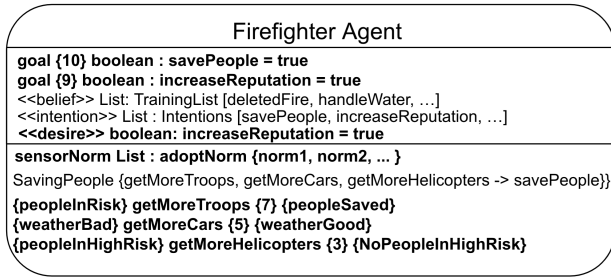 Firefighter Agent
goal {10} boolean : savePeople = true
goal {9} boolean : increaseReputation = true
<<belief>> List: TrainingList [deletedFire, handleWater, ...]
<<intention>> List : Intentions [savePeople, increaseReputation, ...]
<<desire>> boolean: increaseReputation = true
sensorNorm List : adoptNorm {norm1, norm2, ... }
SavingPeople {getMoreTroops, getMoreCars, getMoreHelicopters -> savePeople}}
{peopleInRisk} getMoreTroops {7} {peopleSaved}
{weatherBad} getMoreCars {5} {weatherGood}
{peopleInHighRisk} getMoreHelicopters {3} {NoPeopleInHighRisk}